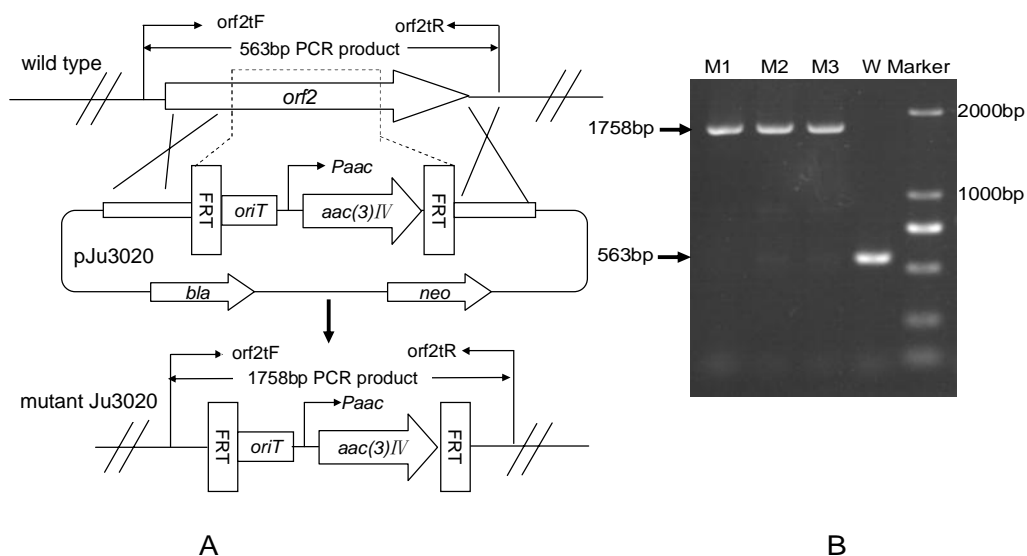 orf2tF
orf2tR
563bp PCR product
wild type
orf2
Paac
FRT
oriT
aac(3)IV
FRT
pJu3020
bla
neo
orf2tF
orf2tR
1758bp PCR product
mutant Ju3020
Paac
FRT
oriT
aac(3)IV
FRT
A
M1 M2 M3 W Marker
2000bp
1758bp
1000bp
563bp
B